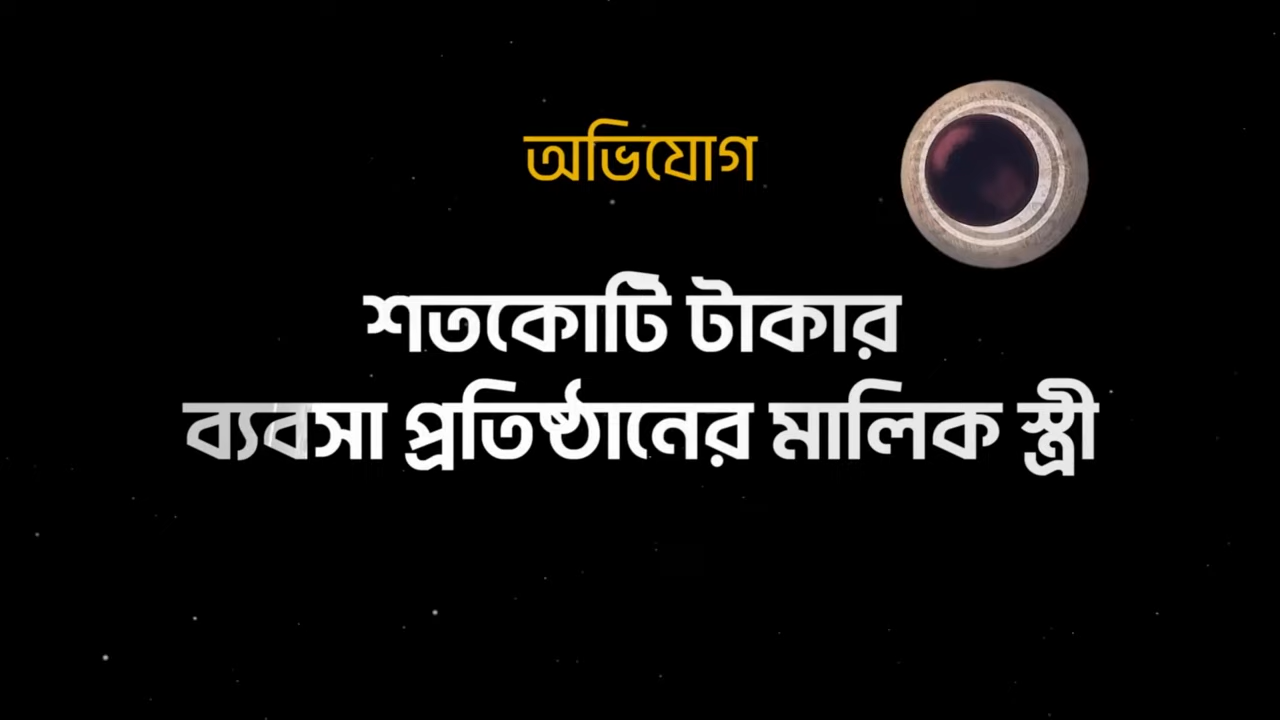 অভিযোগ
শতকোটি টাকার
ব্যবসা প্রতিষ্ঠানের মালিক স্ত্রী